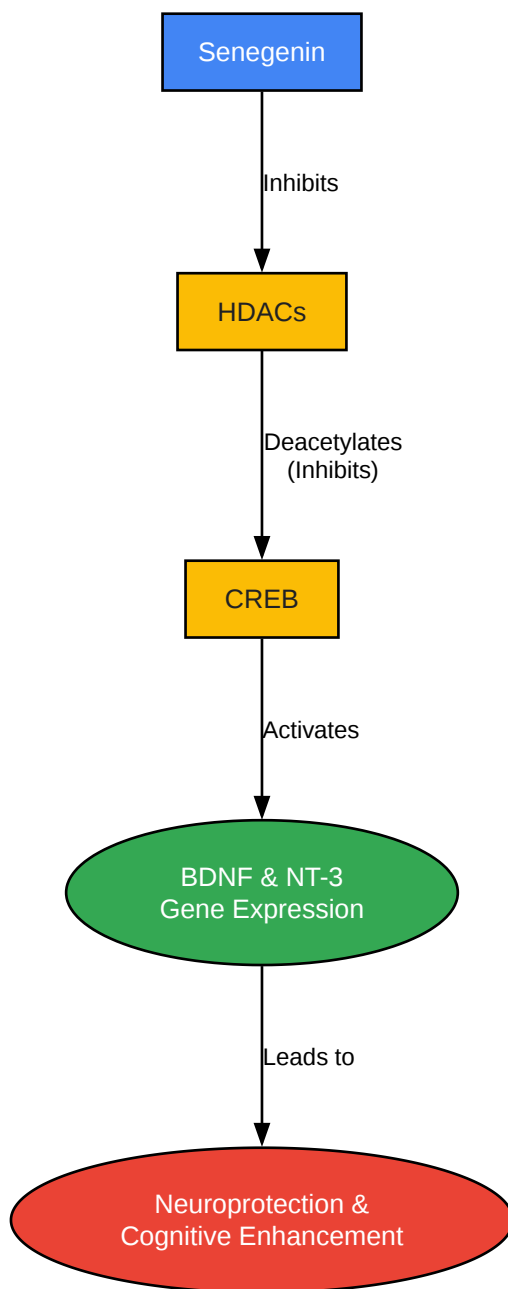 Senegenin
Inhibits
HDACs
Deacetylates
(Inhibits)
CREB
Activates
BDNF & NT-3
Gene Expression
Leads to
Neuroprotection &
Cognitive Enhancement